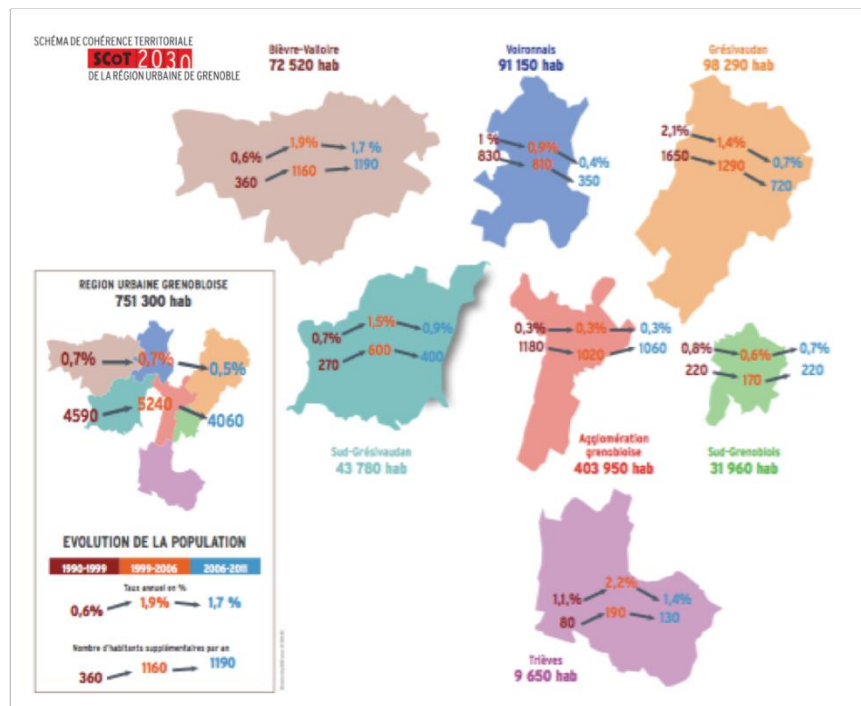 SCHÉMA DE COHÉRENCE TERRITORIALE
SCoT 2030
DE LA RÉGION URBAINE DE GRENOBLE
Bièvre-Valloire
72 520 hab
0,6% 1,9% 1,7 %
360 1160 1190
Voironnais
91 150 hab
1 % 0,9% 0,4%
830 810 350
Grésivaudan
98 290 hab
2,1% 1,4% 0,7%
1650 1290 720
REGION URBAINE GRENOBLOISE
751 300 hab
0,7% 0,7% 0,5%
4590 5240 4060
EVOLUTION DE LA POPULATION
1990-1999 1999-2006 2006-2011
Taux annuel en %
0,6% 1,9% 1,7 %
Nombre d'habitants supplémentaires par an
360 1160 1190
0,7% 1,5% 0,9%
270 600 400
Sud-Grésivaudan
43 780 hab
0,3% 0,3% 0,3%
1180 1020 1060
Agglomération
grenobloise
403 950 hab
0,8% 0,6% 0,7%
220 170 220
Sud-Grenoblois
31 960 hab
1,1% 2,2% 1,4%
80 190 130
Trièves
9 650 hab